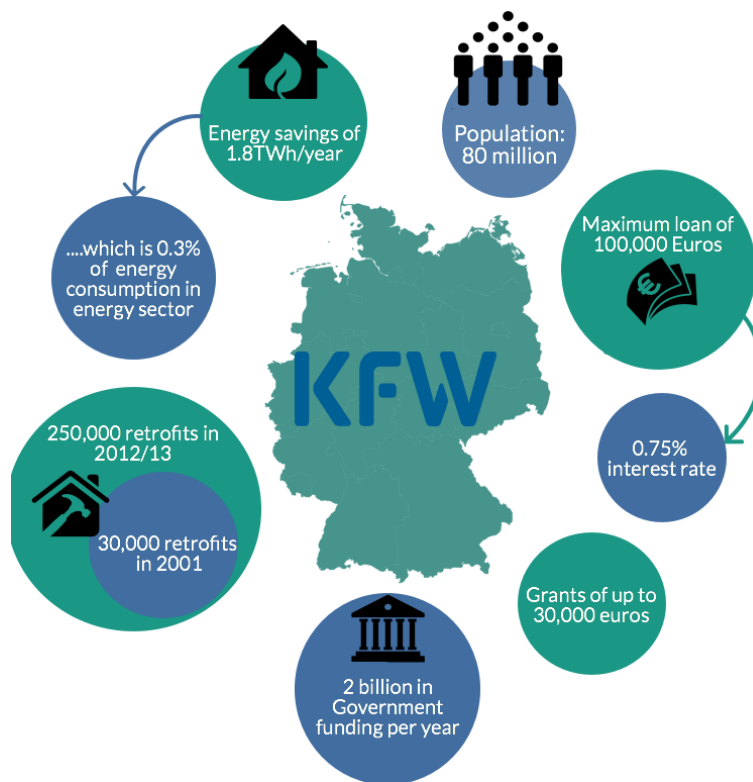 Energy savings of
1.8TWh/year
Population:
80 million
....which is 0.3%
of energy
consumption in
energy sector
Maximum loan of
100,000 Euros
€
KFW
250,000 retrofits in
2012/13
30,000 retrofits
in 2001
0.75%
interest rate
Grants of up to
30,000 euros
2 billion in
Government
funding per year